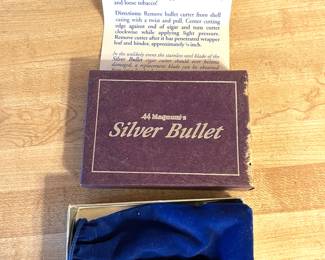 and loose tobacco!
Directions: Remove bullet cutter from shell
casing with a twist and pull. Center cutting
edge against end of cigar and turn cutter
clockwise while applying light pressure.
Remove cutter after it has penetrated wrapper
leaf and binder, approximately ¼-inch.
In the unlikely event the stainless steel blade of the
Silver Bullet cigar cutter should ever become
damaged, a replacement blade can be obtained
.44 Magnum's
Silver Bullet